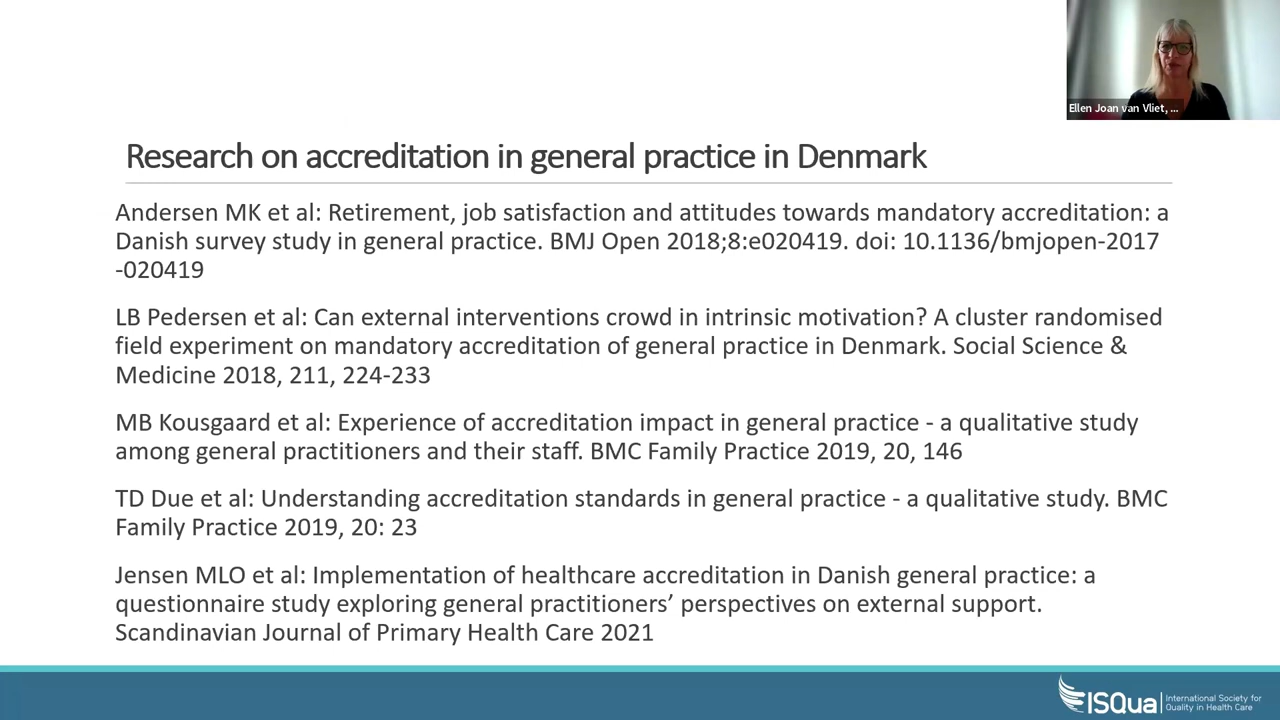 Ellen Joan van Vliet, ...
Research on accreditation in general practice in Denmark
Andersen MK et al: Retirement, job satisfaction and attitudes towards mandatory accreditation: a
Danish survey study in general practice. BMJ Open 2018;8:e020419. doi: 10.1136/bmjopen-2017
-020419
LB Pedersen et al: Can external interventions crowd in intrinsic motivation? A cluster randomised
field experiment on mandatory accreditation of general practice in Denmark. Social Science &
Medicine 2018, 211, 224-233
MB Kousgaard et al: Experience of accreditation impact in general practice - a qualitative study
among general practitioners and their staff. BMC Family Practice 2019, 20, 146
TD Due et al: Understanding accreditation standards in general practice - a qualitative study. BMC
Family Practice 2019, 20: 23
Jensen MLO et al: Implementation of healthcare accreditation in Danish general practice: a
questionnaire study exploring general practitioners’ perspectives on external support.
Scandinavian Journal of Primary Health Care 2021
ISQua
International Society for
Quality in Health Care